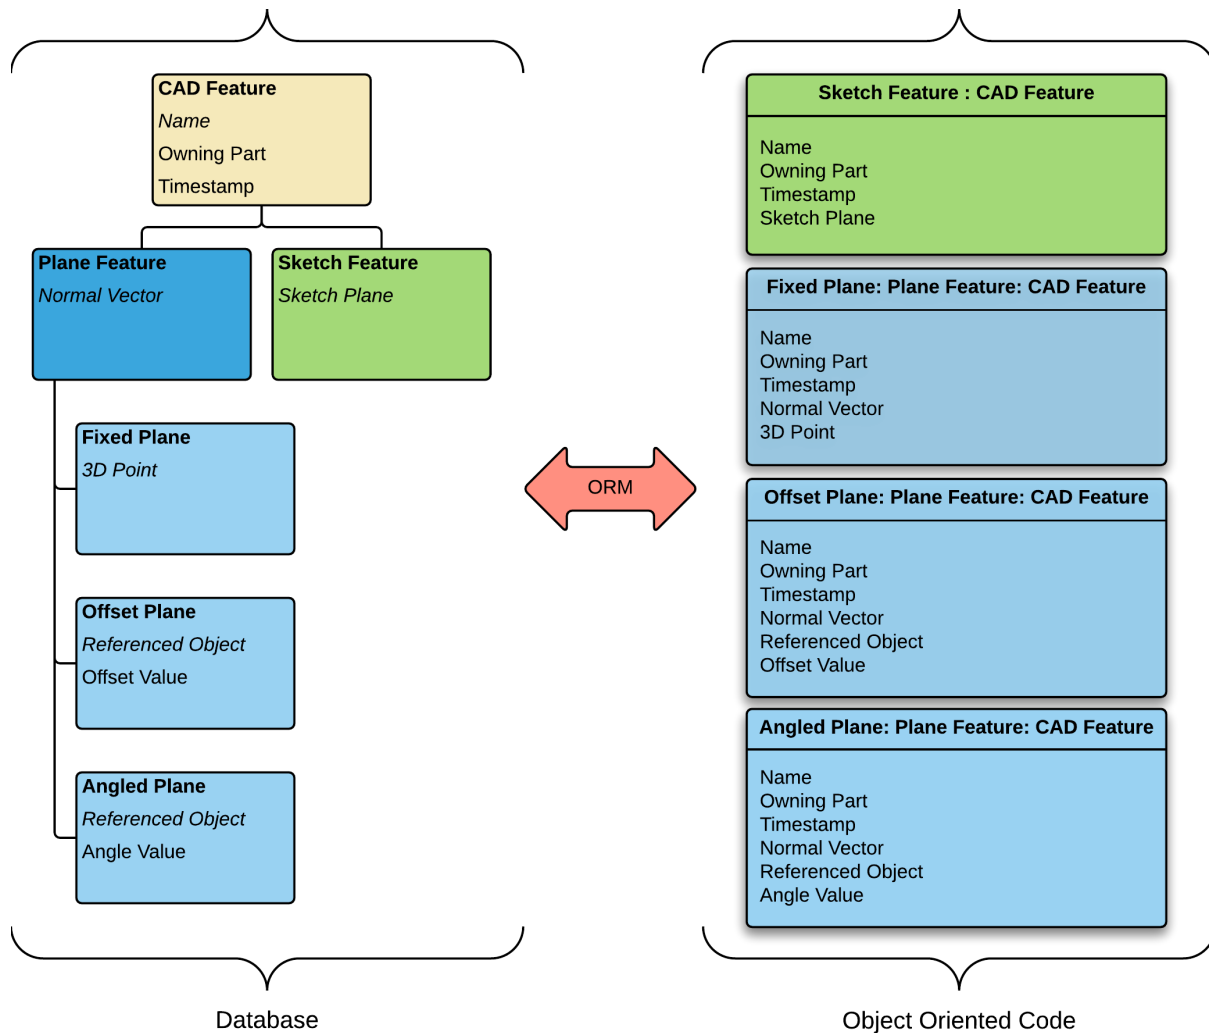 CAD Feature
Name
Owning Part
Timestamp
Plane Feature
Normal Vector
Sketch Feature
Sketch Plane
Fixed Plane
3D Point
Offset Plane
Referenced Object
Offset Value
Angled Plane
Referenced Object
Angle Value
Database
ORM
Sketch Feature : CAD Feature
Name
Owning Part
Timestamp
Sketch Plane
Fixed Plane: Plane Feature: CAD Feature
Name
Owning Part
Timestamp
Normal Vector
3D Point
Offset Plane: Plane Feature: CAD Feature
Name
Owning Part
Timestamp
Normal Vector
Referenced Object
Offset Value
Angled Plane: Plane Feature: CAD Feature
Name
Owning Part
Timestamp
Normal Vector
Referenced Object
Angle Value
Object Oriented Code